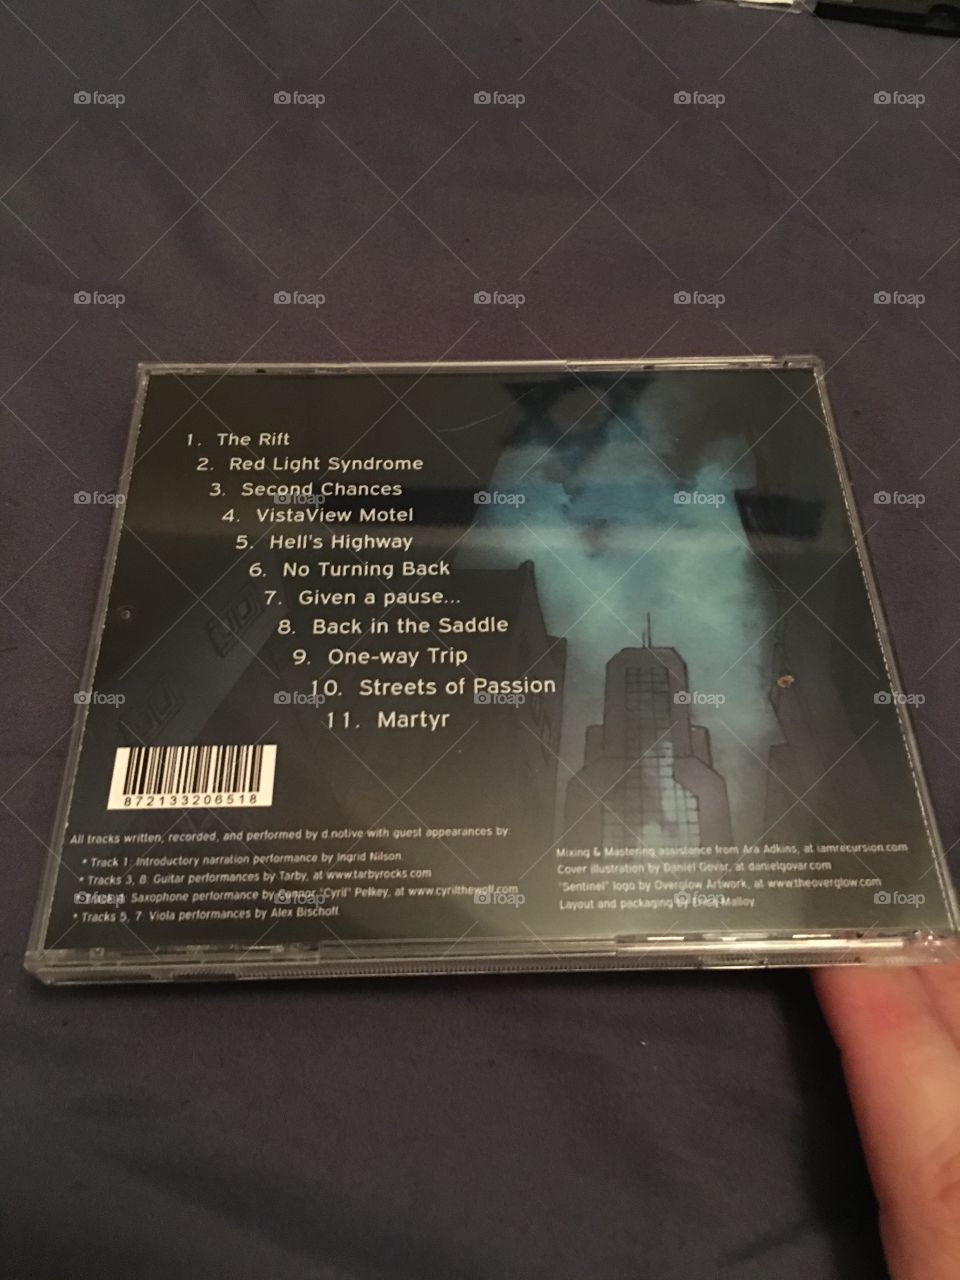 1. The Rift
2. Red Light Syndrome
3. Second Chances
4. VistaView Motel
5. Hell's Highway
6. No Turning Back
7. Given a pause...
8. Back in the Saddle
9. One-way Trip
10. Streets of Passion
11. Martyr
872133206518
All tracks written, recorded, and performed by d.notive with guest appearances by:
* Track 1: Introductory narration performance by Ingrid Nilson.
* Tracks 3, 8: Guitar performances by Tarby, at www.tarbyrocks.com
Saxophone performance by Connor "Cyril" Pelkey, at www.cyrilthewolf.com
* Tracks 5, 7: Viola performances by Alex Bischoff.
Mixing & Mastering assistance from Ara Adkins, at iamrecursion.com
Cover illustration by Daniel Govar, at danielgovar.com
"Sentinel" logo by Overglow Artwork, at www.theoverglow.com
Layout and packaging by Malloy.
foap